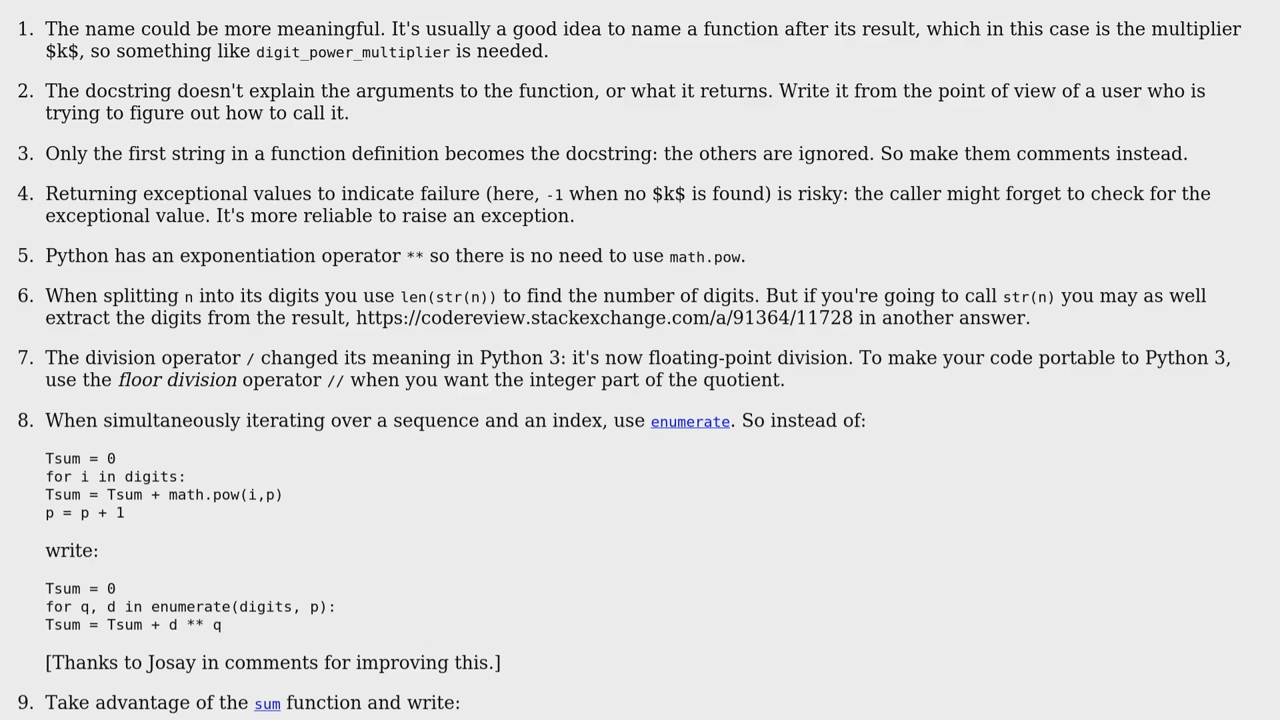 1. The name could be more meaningful. It's usually a good idea to name a function after its result, which in this case is the multiplier
$k$, so something like digit_power_multiplier is needed.
2. The docstring doesn't explain the arguments to the function, or what it returns. Write it from the point of view of a user who is
trying to figure out how to call it.
3. Only the first string in a function definition becomes the docstring: the others are ignored. So make them comments instead.
4. Returning exceptional values to indicate failure (here, -1 when no $k$ is found) is risky: the caller might forget to check for the
exceptional value. It's more reliable to raise an exception.
5. Python has an exponentiation operator ** so there is no need to use math.pow.
6. When splitting n into its digits you use len(str(n)) to find the number of digits. But if you're going to call str(n) you may as well
extract the digits from the result, https://codereview.stackexchange.com/a/91364/11728 in another answer.
7. The division operator / changed its meaning in Python 3: it's now floating-point division. To make your code portable to Python 3,
use the floor division operator // when you want the integer part of the quotient.
8. When simultaneously iterating over a sequence and an index, use enumerate. So instead of:
Tsum = 0
for i in digits:
Tsum = Tsum + math.pow(i,p)
p = p + 1
write:
Tsum = 0
for q, d in enumerate(digits, p):
Tsum = Tsum + d ** q
[Thanks to Josay in comments for improving this.]
9. Take advantage of the sum function and write: